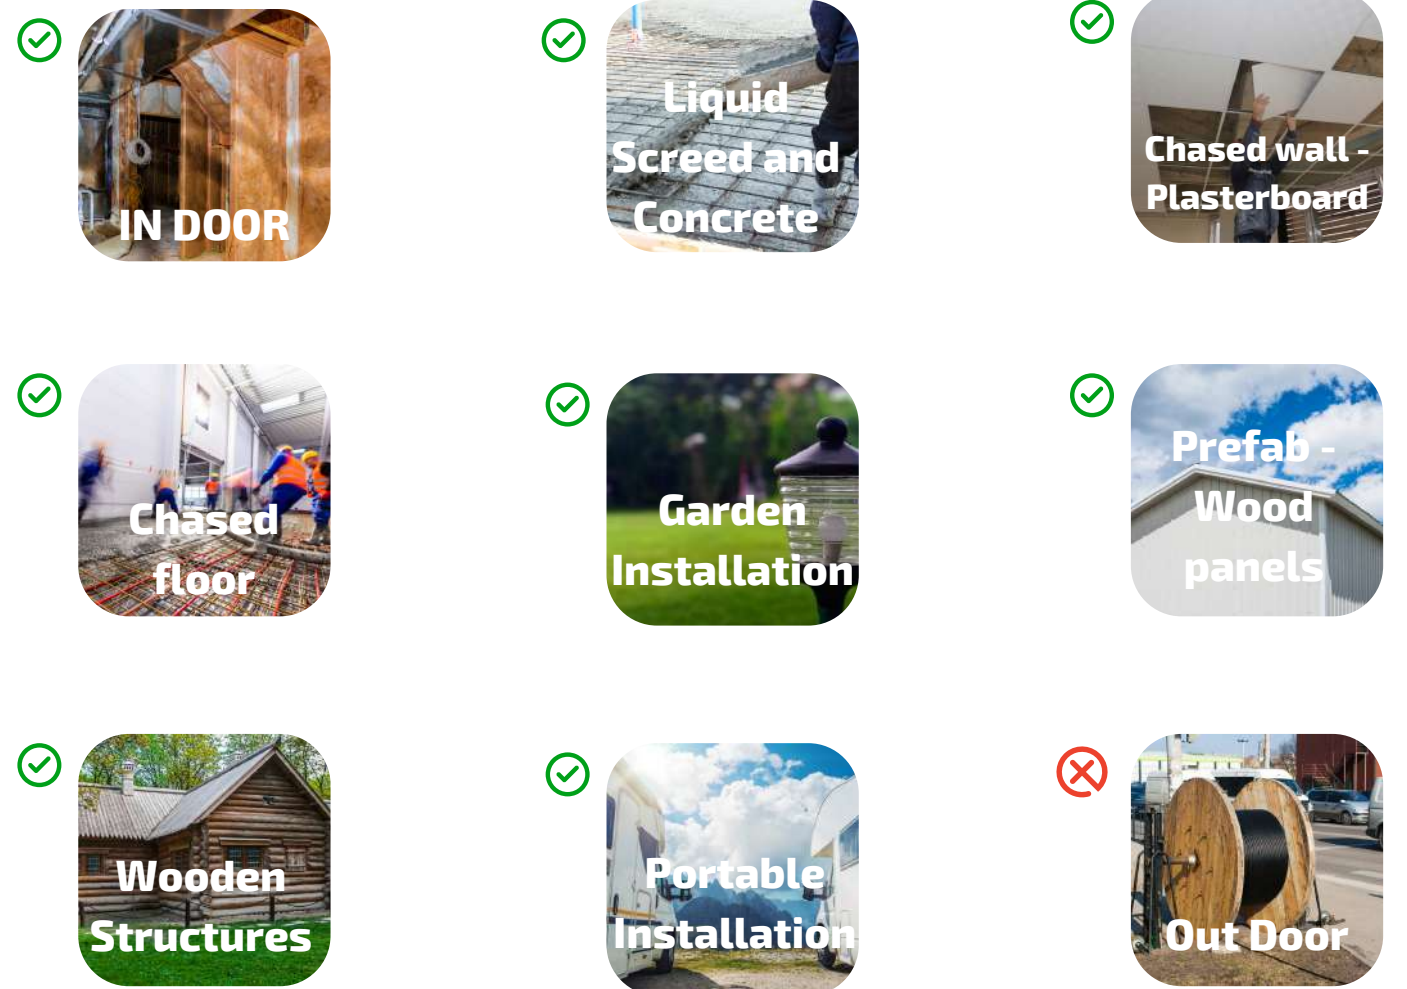 IN DOOR
Liquid
Screed and
Concrete
Chased wall -
Plasterboard
Chased
floor
Garden
Installation
Prefab -
Wood
panels
Wooden
Structures
Portable
Installation
Out Door